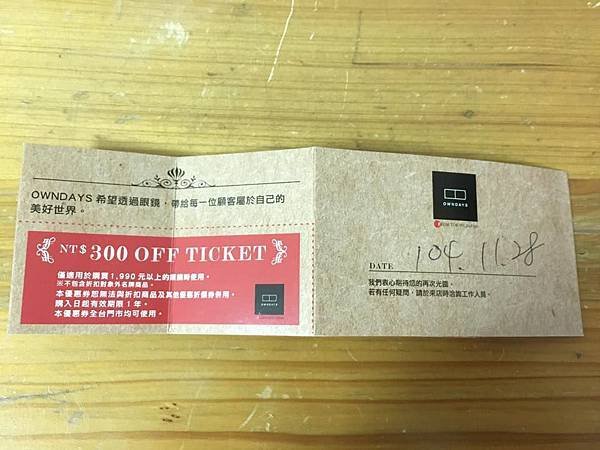 OWNDAYS 希望透過眼鏡，帶給每一位顧客屬於自己的
美好世界。
NT$ 300 OFF TICKET
僅適用於購買1,990 元以上的鏡框時使用。
※不包含折扣對象外名牌商品。
本優惠券恕無法與折扣商品及其他優惠折價券併用。
購入日起有效期限 1 年。
本優惠券全台門市均可使用。
OWNDAYS
OWNDAYS
FROM TOKYO, JAPAN
DATE 104. 11. 28
我們衷心期待您的再次光臨。
若有任何疑問，請於來店時洽詢工作人員。